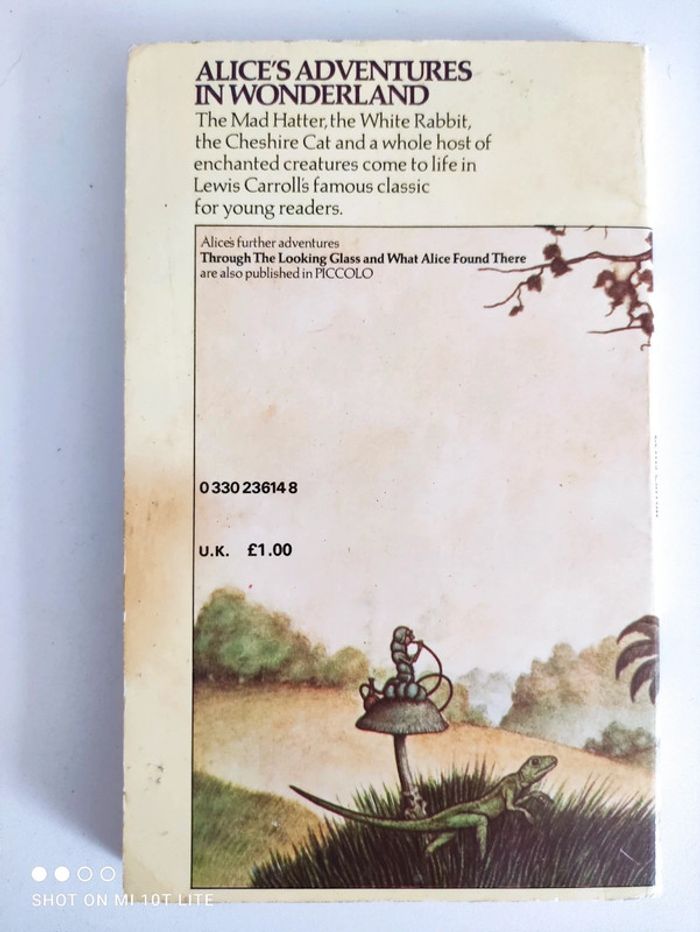 ALICE'S ADVENTURES
IN WONDERLAND
The Mad Hatter, the White Rabbit,
the Cheshire Cat and a whole host of
enchanted creatures come to life in
Lewis Carroll's famous classic
for young readers.
Alice's further adventures
Through The Looking Glass and What Alice Found There
are also published in PICCOLO
0 330 23614 8
U.K. £1.00
SHOT ON MI 10T LITE